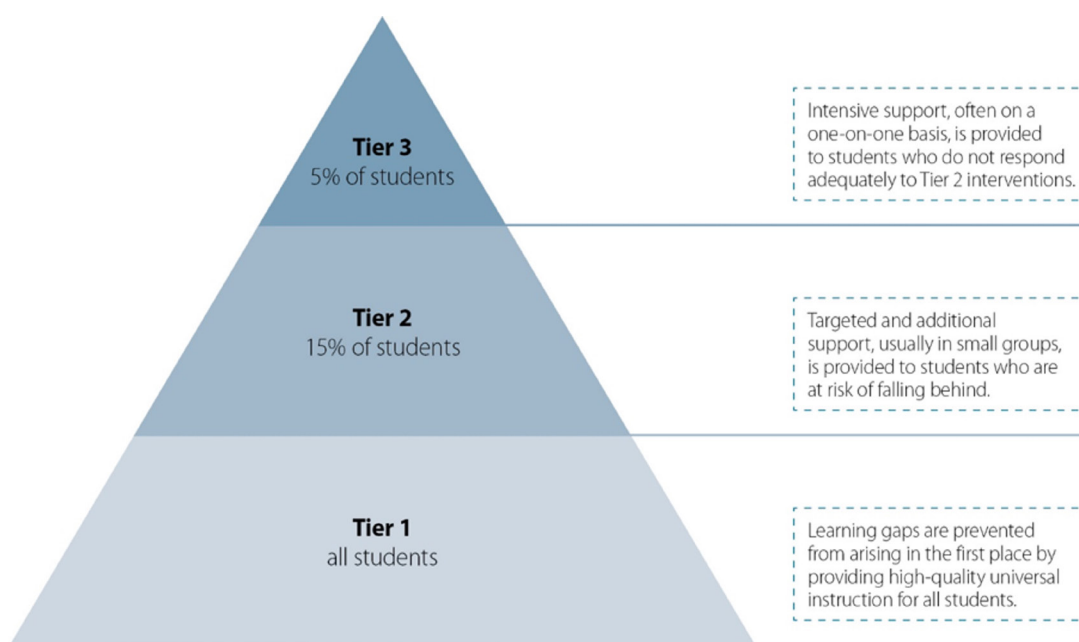 Tier 3
5% of students
Intensive support, often on a
one-on-one basis, is provided
to students who do not respond
adequately to Tier 2 interventions.
Tier 2
15% of students
Targeted and additional
support, usually in small groups,
is provided to students who are
at risk of falling behind.
Tier 1
all students
Learning gaps are prevented
from arising in the first place by
providing high-quality universal
instruction for all students.